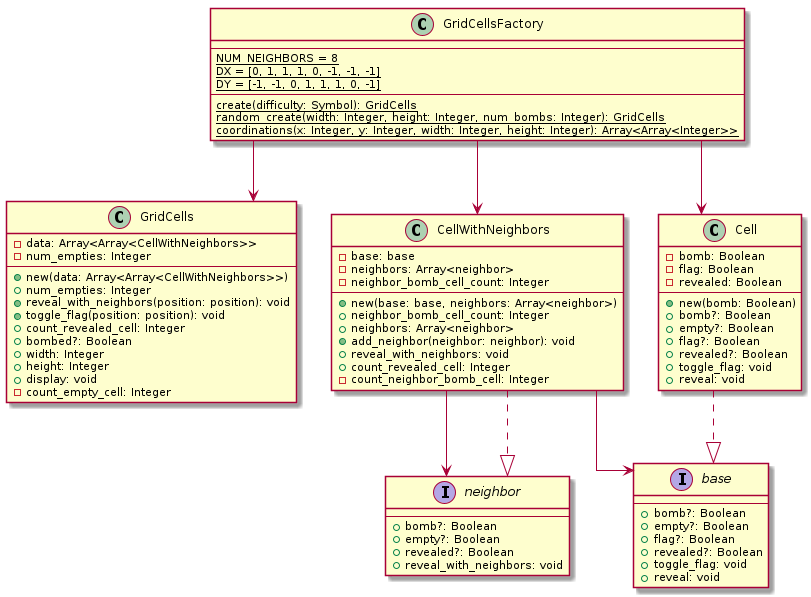 C GridCellsFactory
NUM_NEIGHBORS = 8
DX = [0, 1, 1, 1, 0, -1, -1, -1]
DY = [-1, -1, 0, 1, 1, 1, 0, -1]
create(difficulty: Symbol): GridCells
random_create(width: Integer, height: Integer, num_bombs: Integer): GridCells
coordinations(x: Integer, y: Integer, width: Integer, height: Integer): Array<Array<Integer>>
C GridCells
data: Array<Array<CellWithNeighbors>>
num_empties: Integer
new(data: Array<Array<CellWithNeighbors>>)
num_empties: Integer
reveal_with_neighbors(position: position): void
toggle_flag(position: position): void
count_revealed_cell: Integer
bombed?: Boolean
width: Integer
height: Integer
display: void
count_empty_cell: Integer
C CellWithNeighbors
base: base
neighbors: Array<neighbor>
neighbor_bomb_cell_count: Integer
new(base: base, neighbors: Array<neighbor>)
neighbor_bomb_cell_count: Integer
neighbors: Array<neighbor>
add_neighbor(neighbor: neighbor): void
reveal_with_neighbors: void
count_revealed_cell: Integer
count_neighbor_bomb_cell: Integer
C Cell
bomb: Boolean
flag: Boolean
revealed: Boolean
new(bomb: Boolean)
bomb?: Boolean
empty?: Boolean
flag?: Boolean
revealed?: Boolean
toggle_flag: void
reveal: void
I neighbor
bomb?: Boolean
empty?: Boolean
revealed?: Boolean
reveal_with_neighbors: void
I base
bomb?: Boolean
empty?: Boolean
flag?: Boolean
revealed?: Boolean
toggle_flag: void
reveal: void